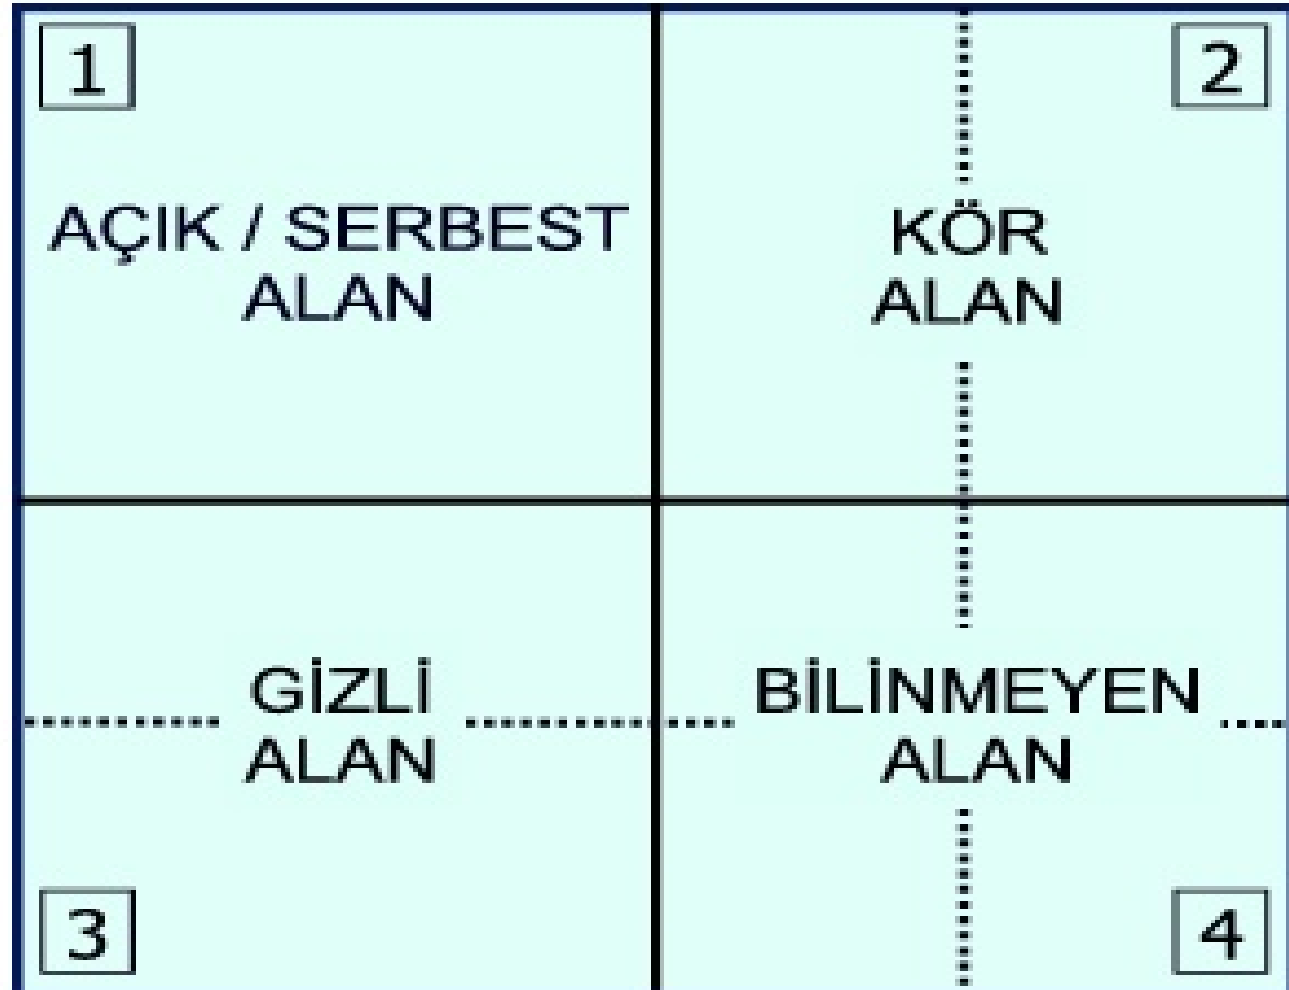 1
AÇIK / SERBEST
ALAN
2
KÖR
ALAN
GİZLİ
ALAN
3
BİLİNMEYEN
ALAN
4